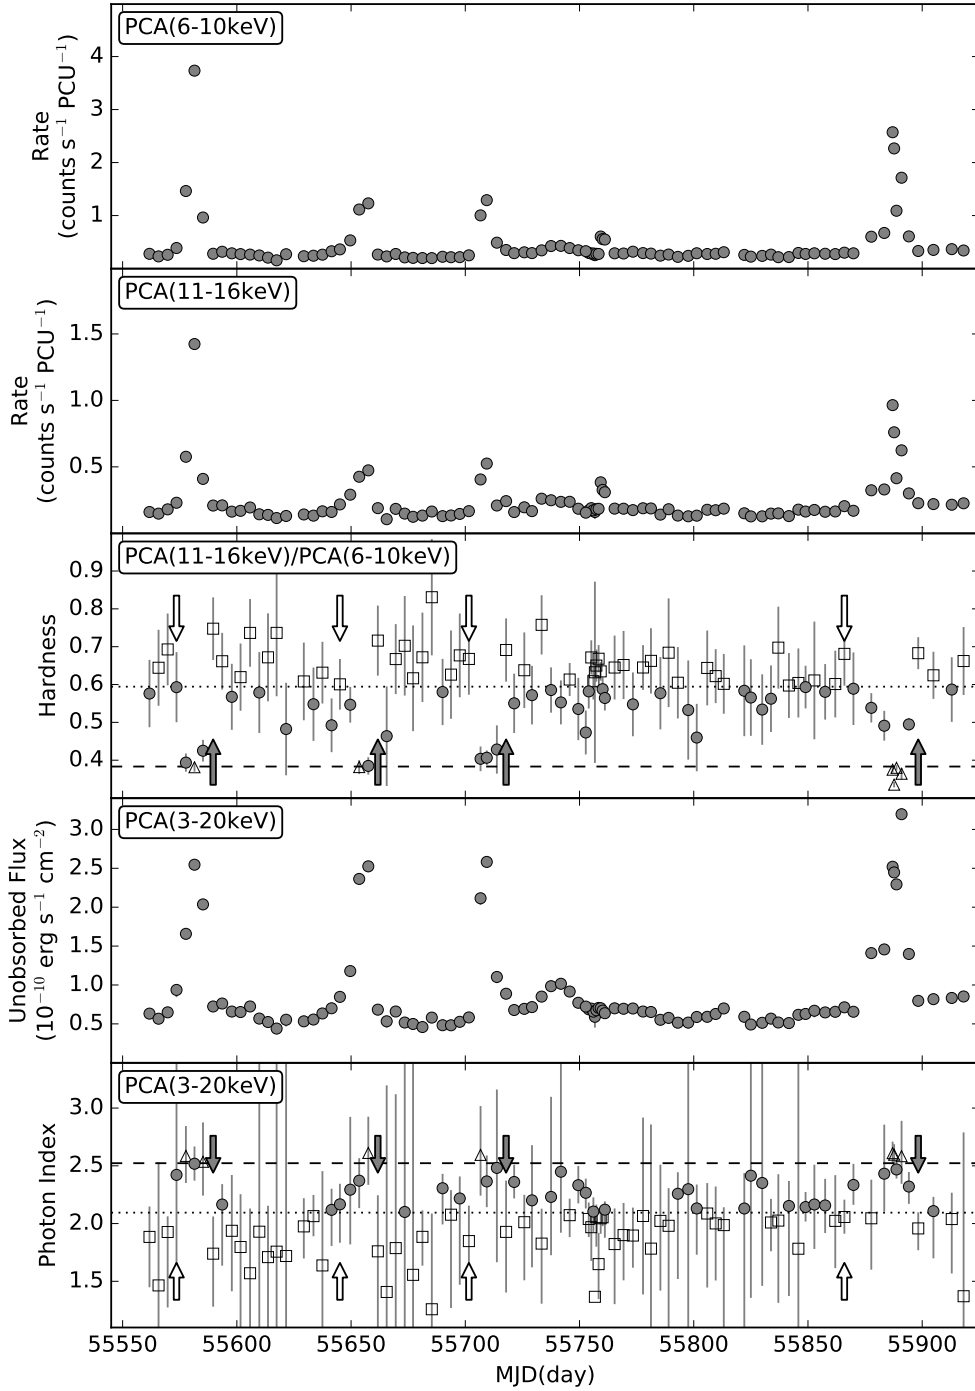 PCA(6-10keV)
4
3
2
1
Rate
(counts s⁻¹ PCU⁻¹)
PCA(11-16keV)
1.5
1.0
0.5
Rate
(counts s⁻¹ PCU⁻¹)
PCA(11-16keV)/PCA(6-10keV)
0.9
0.8
0.7
0.6
0.5
0.4
Hardness
PCA(3-20keV)
3.0
2.5
2.0
1.5
1.0
0.5
Unobsorbed Flux
(10⁻¹⁰ erg s⁻¹ cm⁻²)
PCA(3-20keV)
3.0
2.5
2.0
1.5
Photon Index
55550 55600 55650 55700 55750 55800 55850 55900
MJD(day)